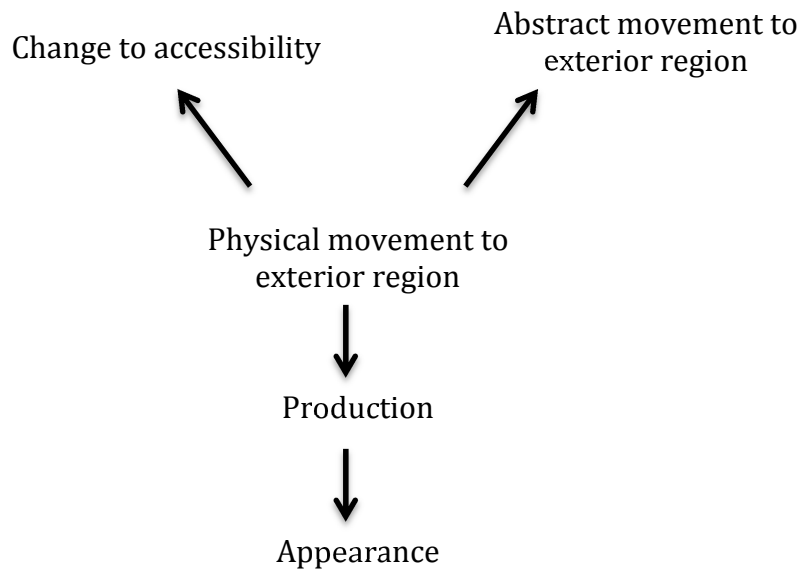 Change to accessibility
Abstract movement to
exterior region
Physical movement to
exterior region
Production
Appearance